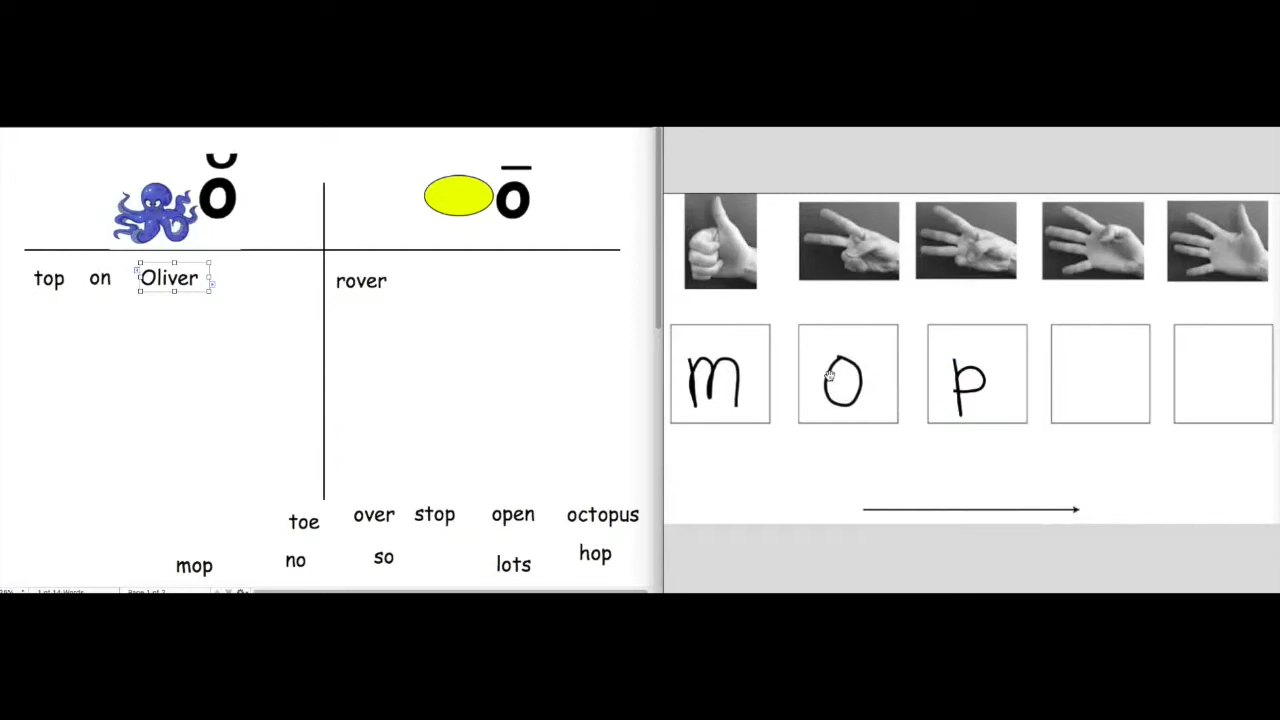 ŏ ō
top on Oliver rover
toe over stop open octopus
mop no so lots hop
m o p